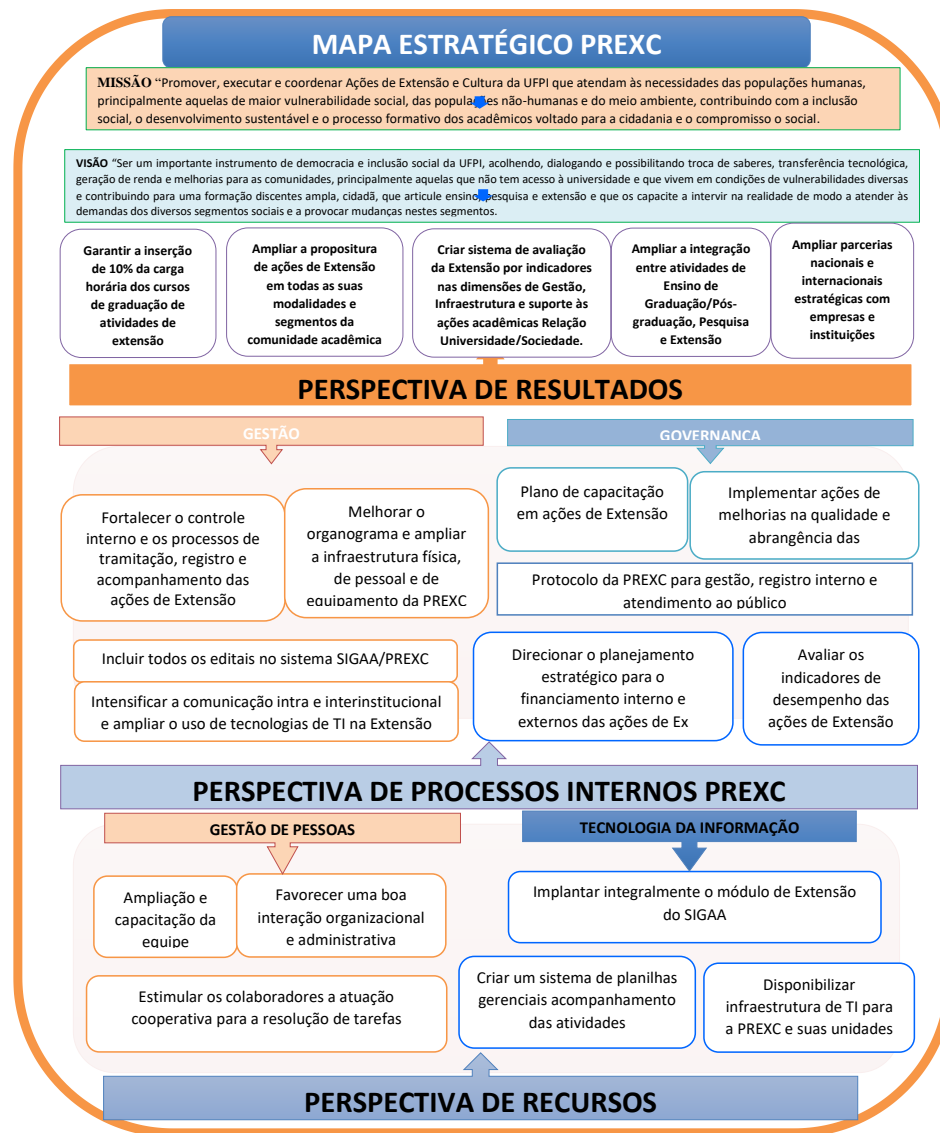 MAPA ESTRATÉGICO PREXC
MISSÃO “Promover, executar e coordenar Ações de Extensão e Cultura da UFPI que atendam às necessidades das populações humanas,
principalmente aquelas de maior vulnerabilidade social, das populações não-humanas e do meio ambiente, contribuindo com a inclusão
social, o desenvolvimento sustentável e o processo formativo dos acadêmicos voltado para a cidadania e o compromisso o social.
VISÃO “Ser um importante instrumento de democracia e inclusão social da UFPI, acolhendo, dialogando e possibilitando troca de saberes, transferência tecnológica,
geração de renda e melhorias para as comunidades, principalmente aquelas que não tem acesso à universidade e que vivem em condições de vulnerabilidades diversas
e contribuindo para uma formação discentes ampla, cidadã, que articule ensino, pesquisa e extensão e que os capacite a intervir na realidade de modo a atender às
demandas dos diversos segmentos sociais e a provocar mudanças nestes segmentos.
Garantir a inserção
de 10% da carga
horária dos cursos
de graduação de
atividades de
extensão
Ampliar a propositura
de ações de Extensão
em todas as suas
modalidades e
segmentos da
comunidade acadêmica
Criar sistema de avaliação
da Extensão por indicadores
nas dimensões de Gestão,
Infraestrutura e suporte às
ações acadêmicas Relação
Universidade/Sociedade.
Ampliar a integração
entre atividades de
Ensino de
Graduação/Pós-
graduação, Pesquisa
e Extensão
Ampliar parcerias
nacionais e
internacionais
estratégicas com
empresas e
instituições
PERSPECTIVA DE RESULTADOS
GESTÃO
GOVERNANCA
Fortalecer o controle
interno e os processos de
tramitação, registro e
acompanhamento das
ações de Extensão
Melhorar o
organograma e ampliar
a infraestrutura física,
de pessoal e de
equipamento da PREXC
Plano de capacitação
em ações de Extensão
Implementar ações de
melhorias na qualidade e
abrangência das
Protocolo da PREXC para gestão, registro interno e
atendimento ao público
Incluir todos os editais no sistema SIGAA/PREXC
Intensificar a comunicação intra e interinstitucional
e ampliar o uso de tecnologias de TI na Extensão
Direcionar o planejamento
estratégico para o
financiamento interno e
externos das ações de Ex
Avaliar os
indicadores de
desempenho das
ações de Extensão
PERSPECTIVA DE PROCESSOS INTERNOS PREXC
GESTÃO DE PESSOAS
TECNOLOGIA DA INFORMAÇÃO
Ampliação e
capacitação da
equipe
Favorecer uma boa
interação organizacional
e administrativa
Implantar integralmente o módulo de Extensão
do SIGAA
Estimular os colaboradores a atuação
cooperativa para a resolução de tarefas
Criar um sistema de planilhas
gerenciais acompanhamento
das atividades
Disponibilizar
infraestrutura de TI para
a PREXC e suas unidades
PERSPECTIVA DE RECURSOS